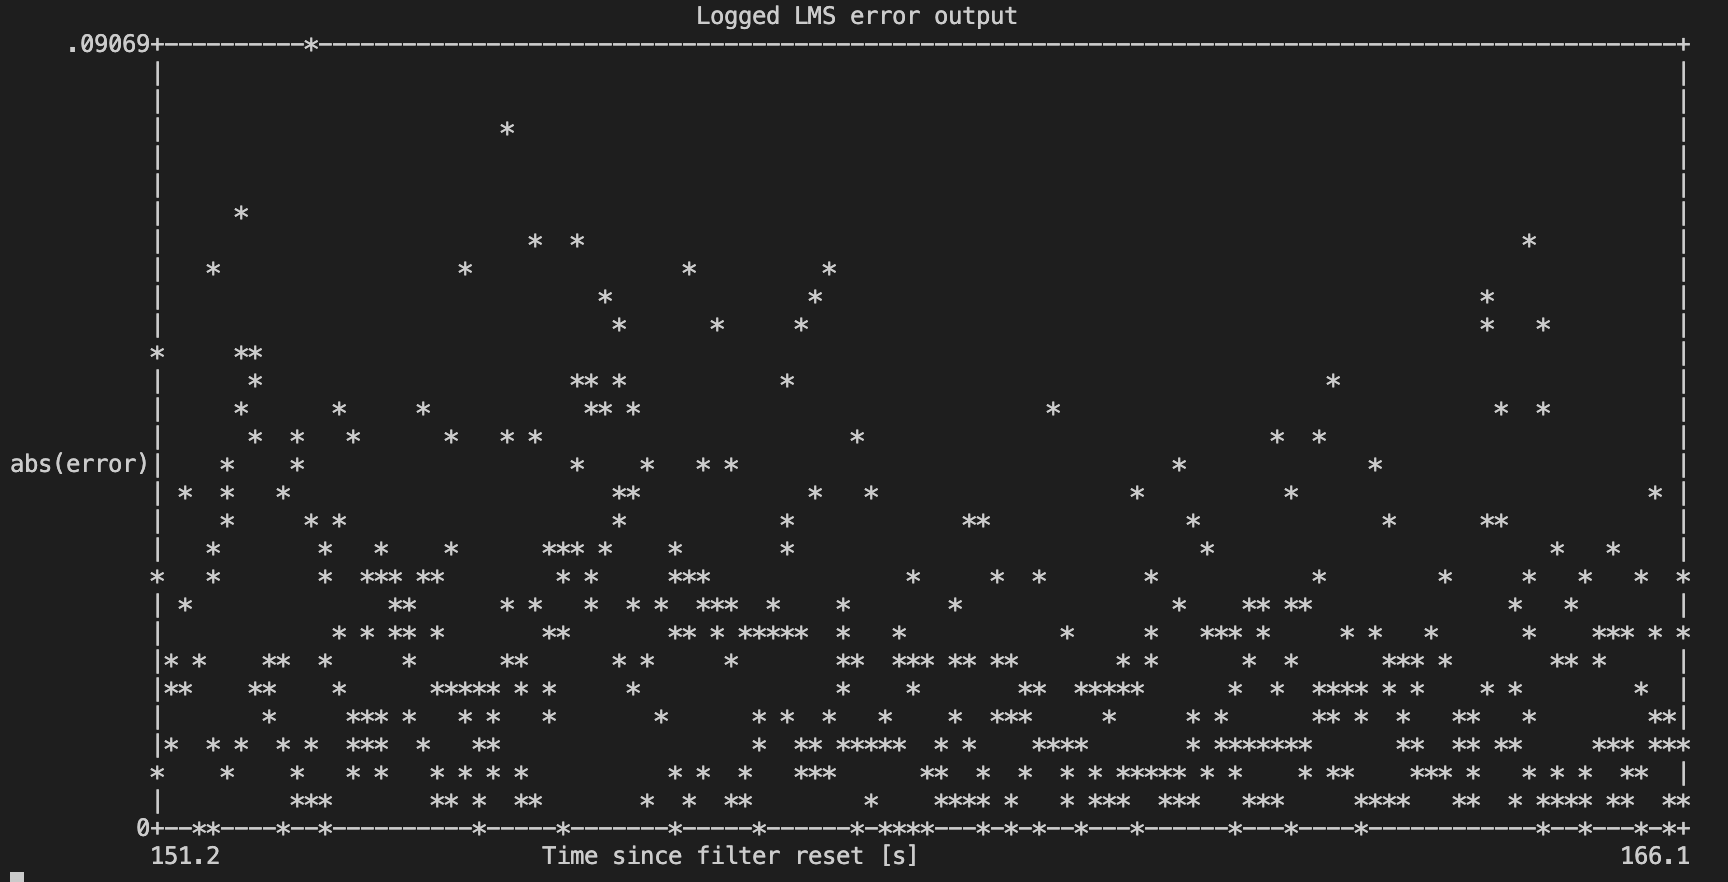 Logged LMS error output
.09069
abs(error)
0
151.2 Time since filter reset [s] 166.1